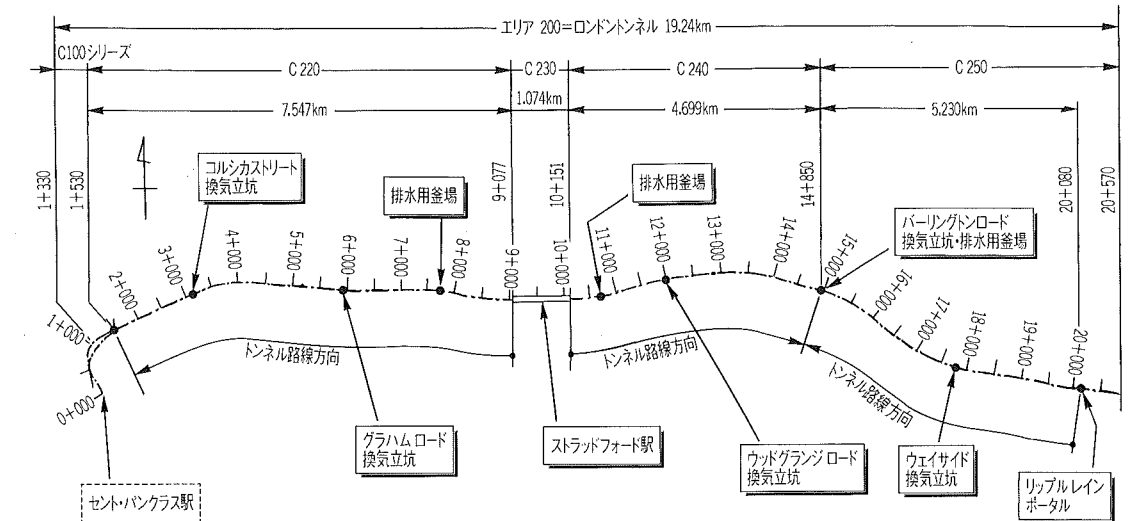 エリア 200=ロンドントンネル 19.24km
C100シリーズ
C 220
C 230
C 240
C 250
7.547km
1.074km
4.699km
5.230km
1+330
1+530
9+077
10+151
14+850
20+080
20+570
コルシカストリート
換気立坑
排水用釜場
排水用釜場
バーリングトンロード
換気立坑・排水用釜場
0+000
1+000
2+000
3+000
4+000
5+000
6+000
7+000
8+000
9+000
10+000
11+000
12+000
13+000
14+000
15+000
16+000
17+000
18+000
19+000
20+000
トンネル路線方向
トンネル路線方向
トンネル路線方向
セント・パンクラス駅
グラハム ロード
換気立坑
ストラッドフォード駅
ウッドグランジ ロード
換気立坑
ウェイサイド
換気立坑
リップル レイン
ポータル